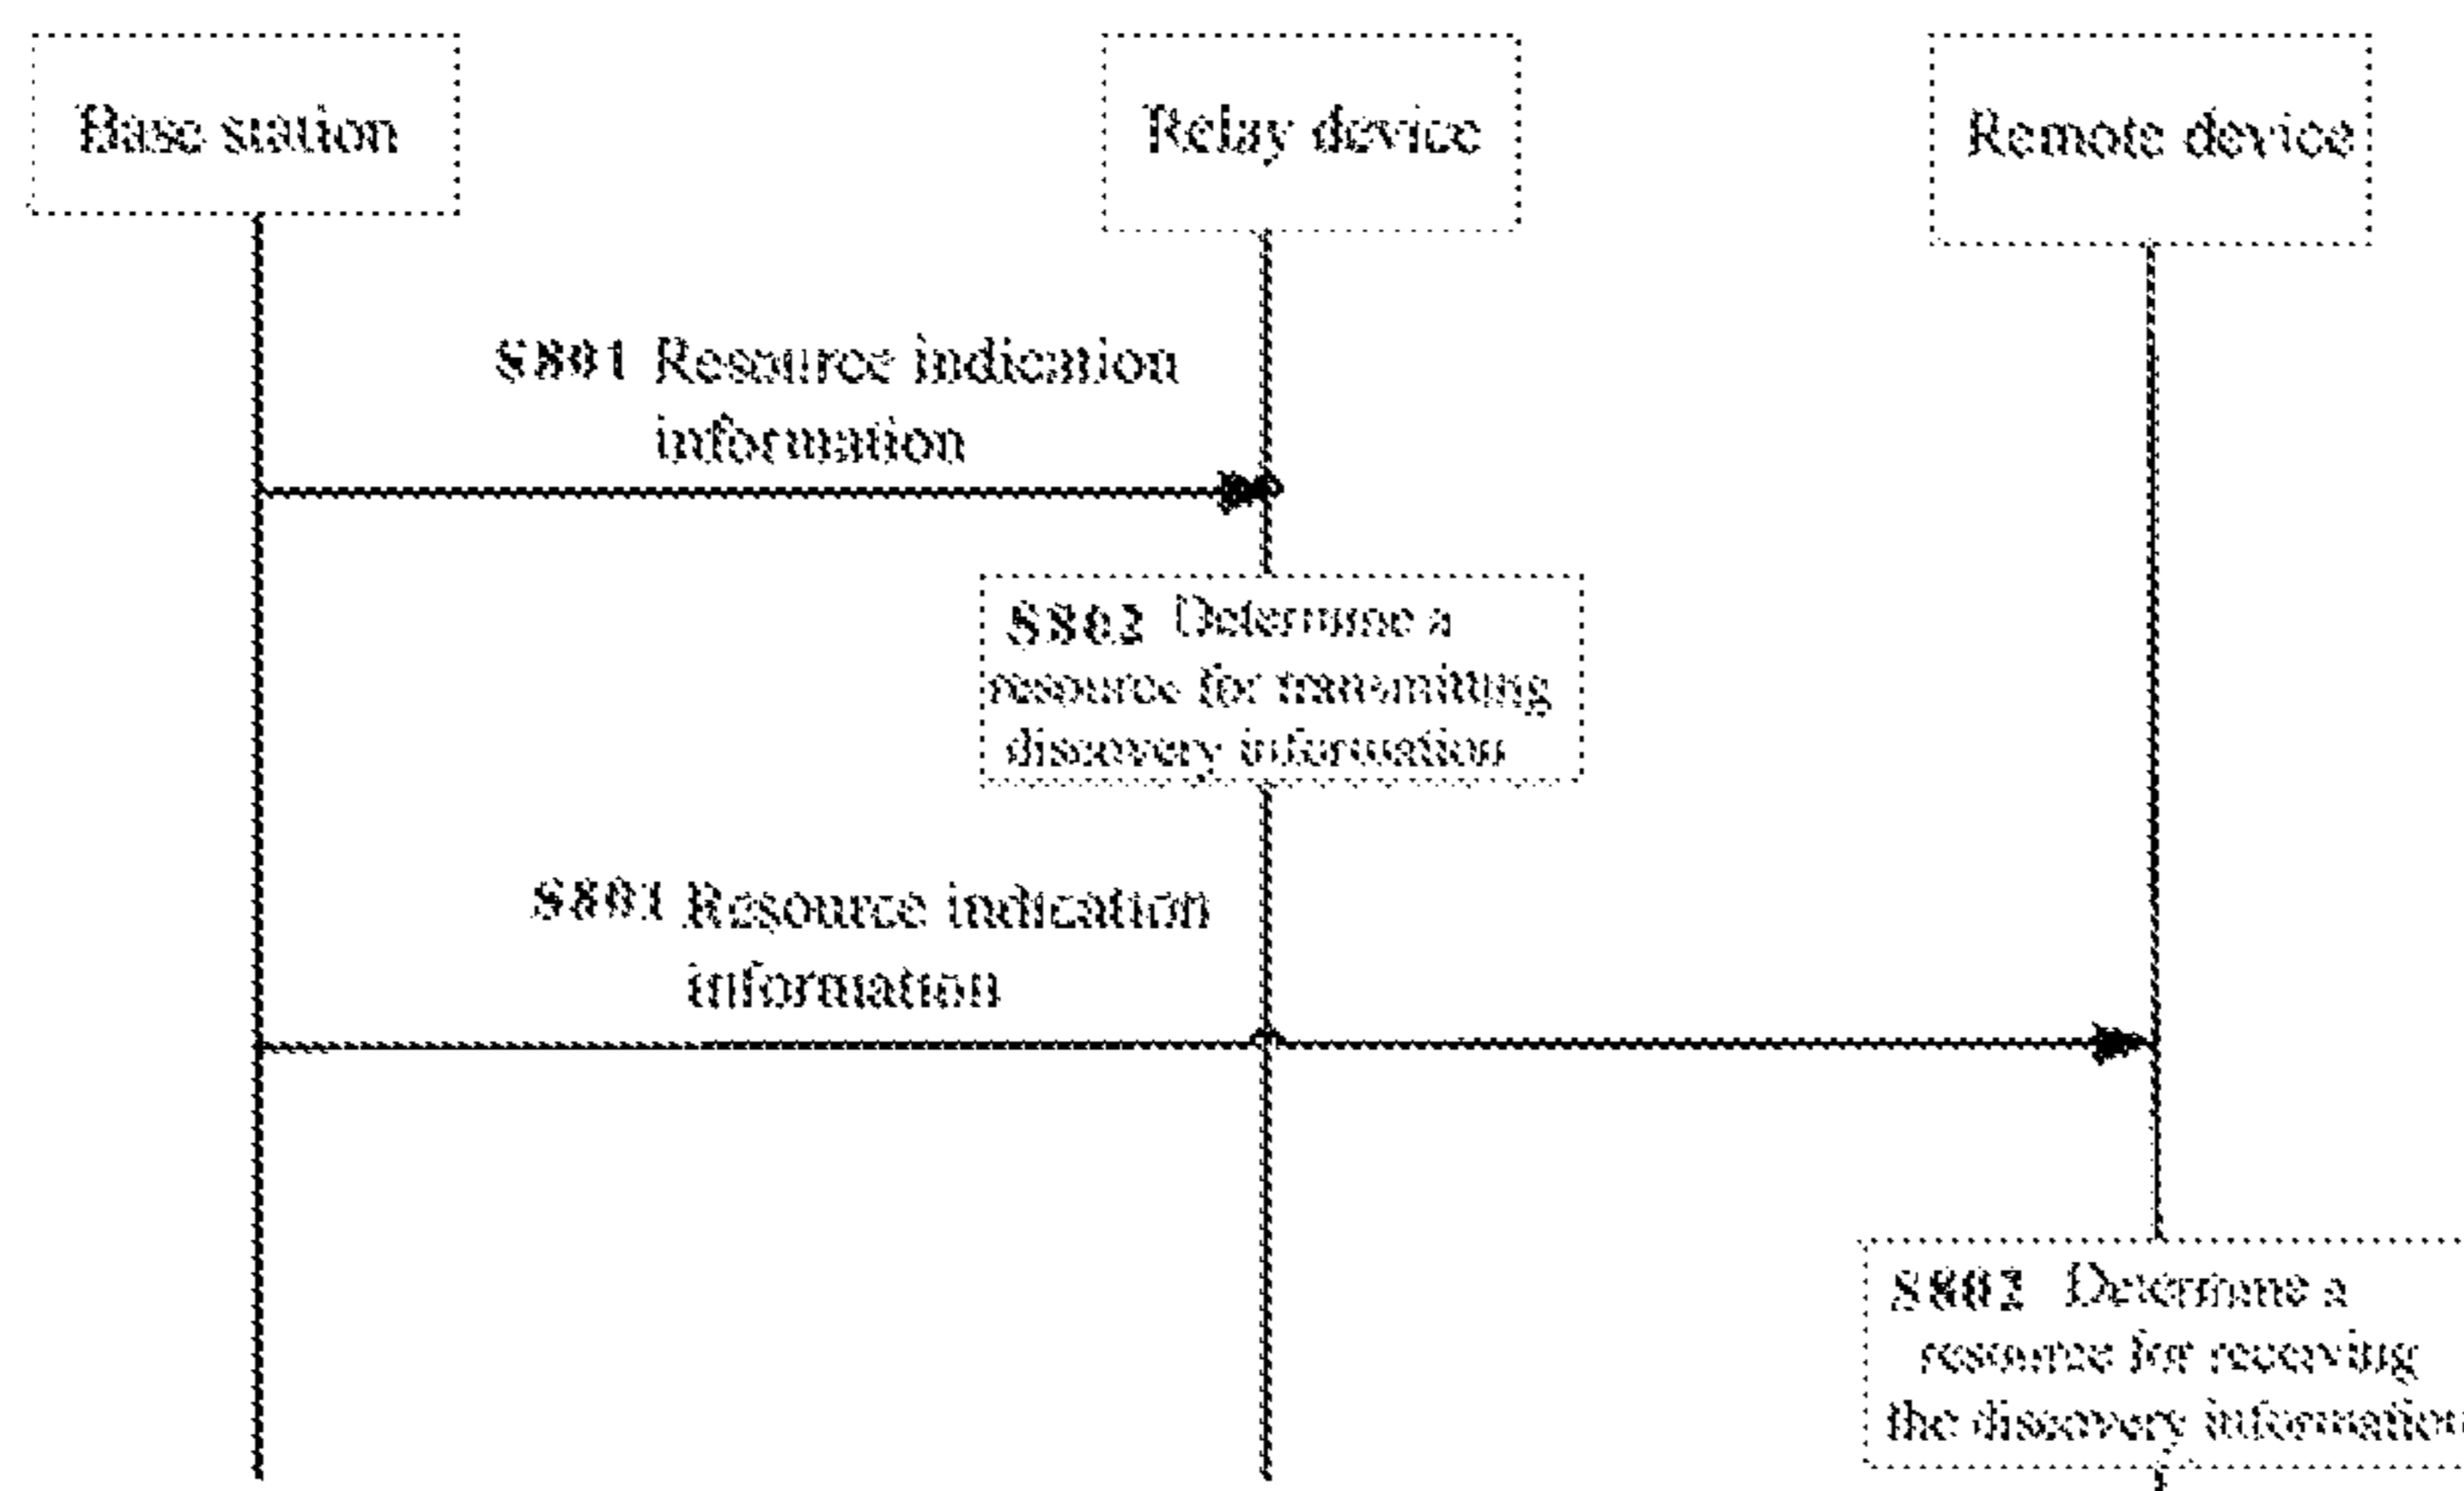 Base station
Relay device
Remote device
S801 Resource indication
information
S802 Determine a
resource for transmitting
discovery information
S801 Resource indication
information
S802 Determine a
resource for receiving
the discovery information